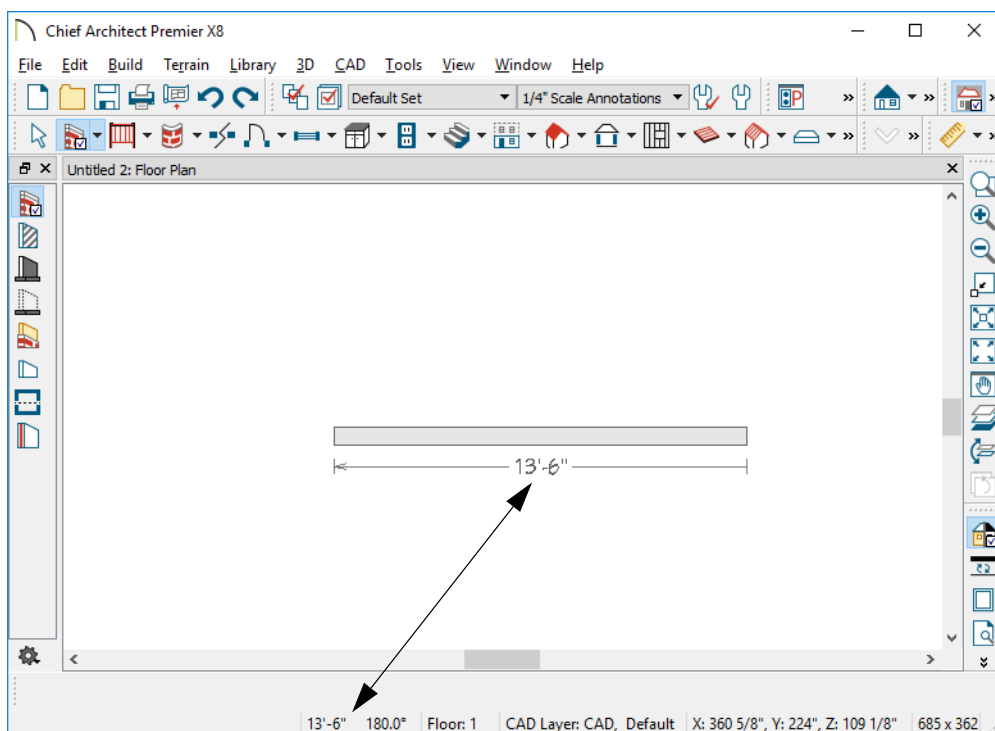 Chief Architect Premier X8
File Edit Build Terrain Library 3D CAD Tools View Window Help
Default Set 1/4" Scale Annotations
Untitled 2: Floor Plan
13'-6"
13'-6" 180.0° Floor: 1 CAD Layer: CAD, Default X: 360 5/8", Y: 224", Z: 109 1/8" 685 x 362